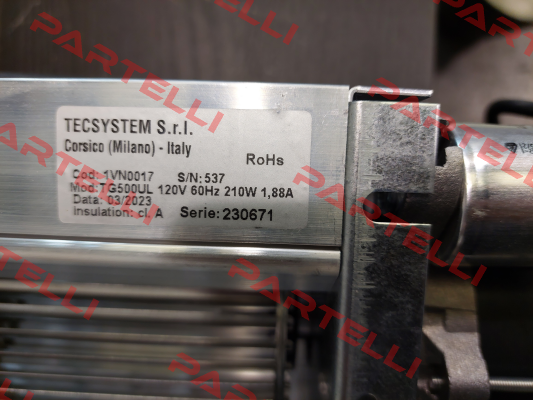 PARTELLI
PARTELLI
PARTELLI
TECSYSTEM S.r.l.
Corsico (Milano) - Italy
RoHs
Cod: 1VN0017 S/N: 537
Mod: TG500UL 120V 60Hz 210W 1,88A
Data: 03/2023
Insulation: cl. A Serie: 230671
PARTELLI
PARTELLI
PARTELLI